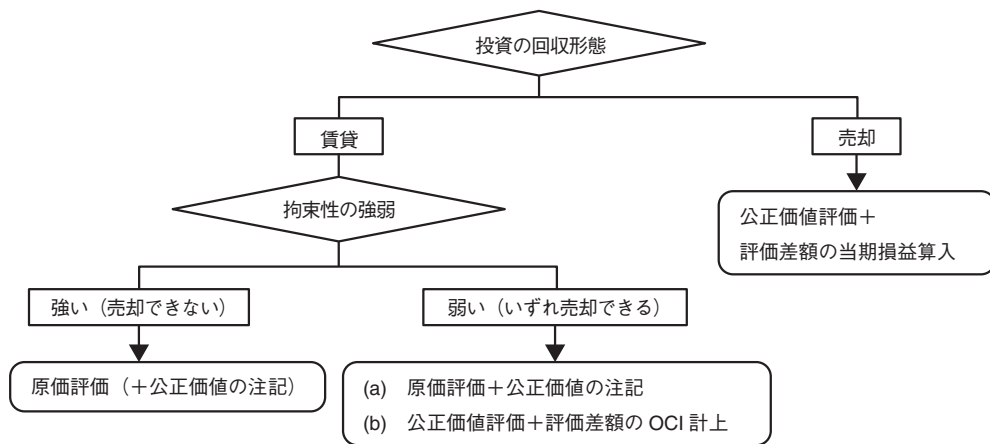 投資の回収形態
賃貸
売却
拘束性の強弱
公正価値評価＋
評価差額の当期損益算入
強い（売却できない）
弱い（いずれ売却できる）
原価評価（＋公正価値の注記）
(a) 原価評価＋公正価値の注記
(b) 公正価値評価＋評価差額の OCI 計上